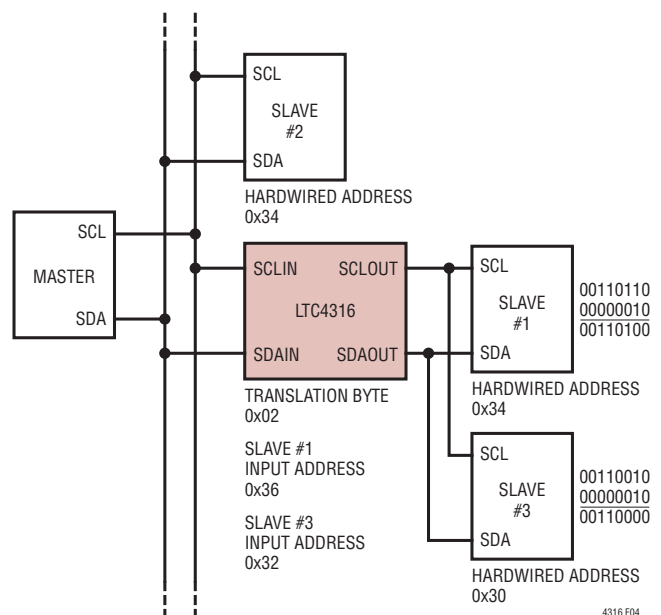 SCL
SLAVE
#2
SDA
HARDWIRED ADDRESS
0x34
MASTER
SCL
SDA
SCLIN
SCLOUT
LTC4316
SDAIN
SDAOUT
TRANSLATION BYTE
0x02
SLAVE #1
INPUT ADDRESS
0x36
SLAVE #3
INPUT ADDRESS
0x32
SCL
SLAVE
#1
SDA
00110110
00000010
00110100
HARDWIRED ADDRESS
0x34
SCL
SLAVE
#3
SDA
00110010
00000010
00110000
HARDWIRED ADDRESS
0x30
4316 F04